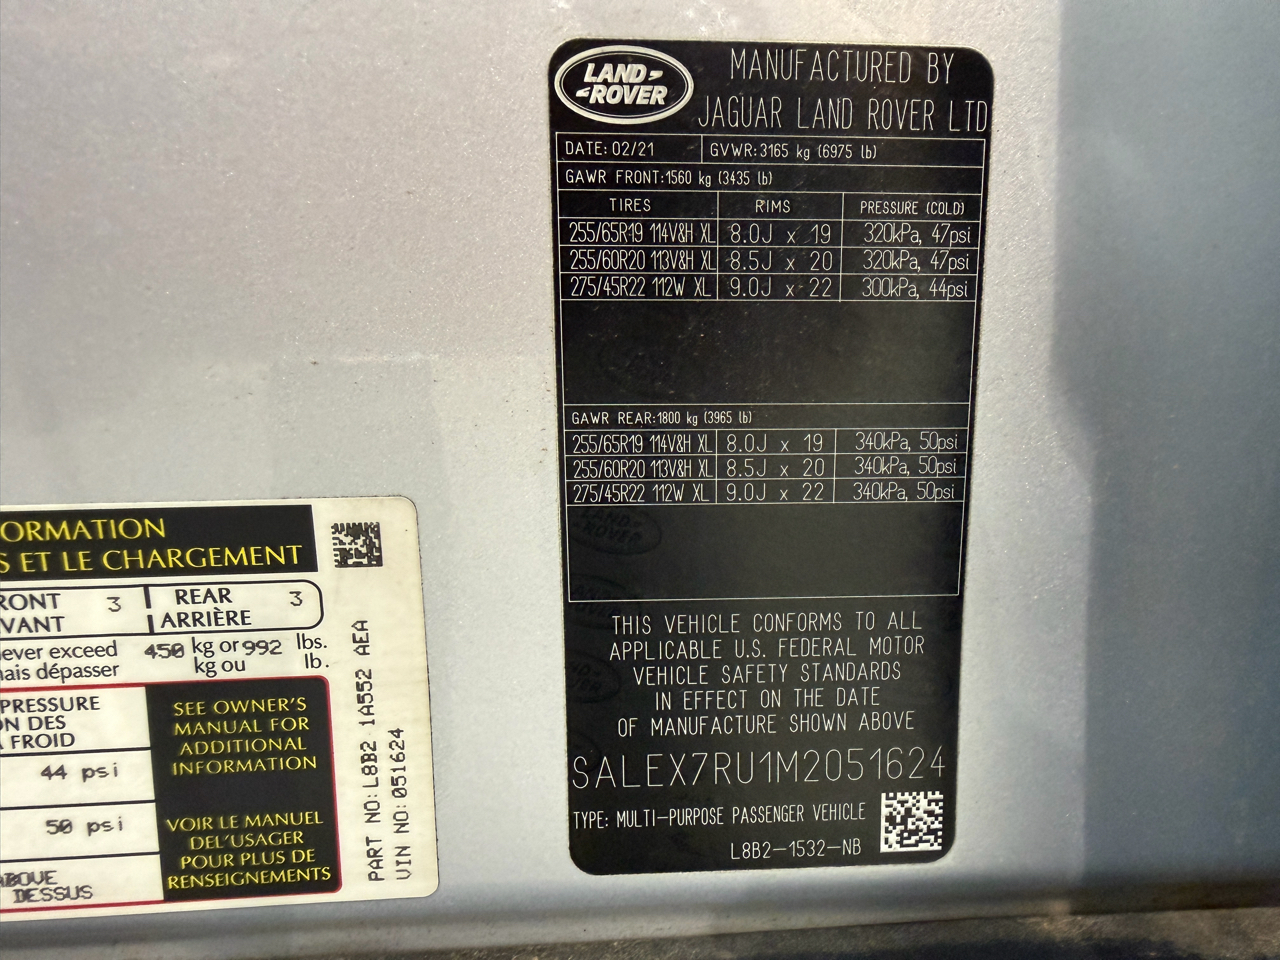 LAND
ROVER
MANUFACTURED BY
JAGUAR LAND ROVER LTD
DATE: 02/21 GVWR:3165 kg (6975 lb)
GAWR FRONT:1560 kg (3435 lb)
TIRES RIMS PRESSURE (COLD)
255/65R19 114V&H XL 8.0J x 19 320kPa, 47psi
255/60R20 113V&H XL 8.5J x 20 320kPa, 47psi
275/45R22 112W XL 9.0J x 22 300kPa, 44psi
GAWR REAR:1800 kg (3965 lb)
255/65R19 114V&H XL 8.0J x 19 340kPa, 50psi
255/60R20 113V&H XL 8.5J x 20 340kPa, 50psi
275/45R22 112W XL 9.0J x 22 340kPa, 50psi
THIS VEHICLE CONFORMS TO ALL
APPLICABLE U.S. FEDERAL MOTOR
VEHICLE SAFETY STANDARDS
IN EFFECT ON THE DATE
OF MANUFACTURE SHOWN ABOVE
SALEX7RU1M2051624
TYPE: MULTI-PURPOSE PASSENGER VEHICLE
L8B2-1532-NB
ORMATION
S ET LE CHARGEMENT
RONT 3 REAR 3
VANT ARRIÈRE
ever exceed 450 kg or 992 lbs.
ais dépasser kg ou lb.
PRESSURE
ON DES
FROID
44 psi
50 psi
ABOVE
DESSUS
SEE OWNER'S
MANUAL FOR
ADDITIONAL
INFORMATION
VOIR LE MANUEL
DEL'USAGER
POUR PLUS DE
RENSEIGNEMENTS
PART NO:L8B2 1A552 AEA
VIN NO:051624